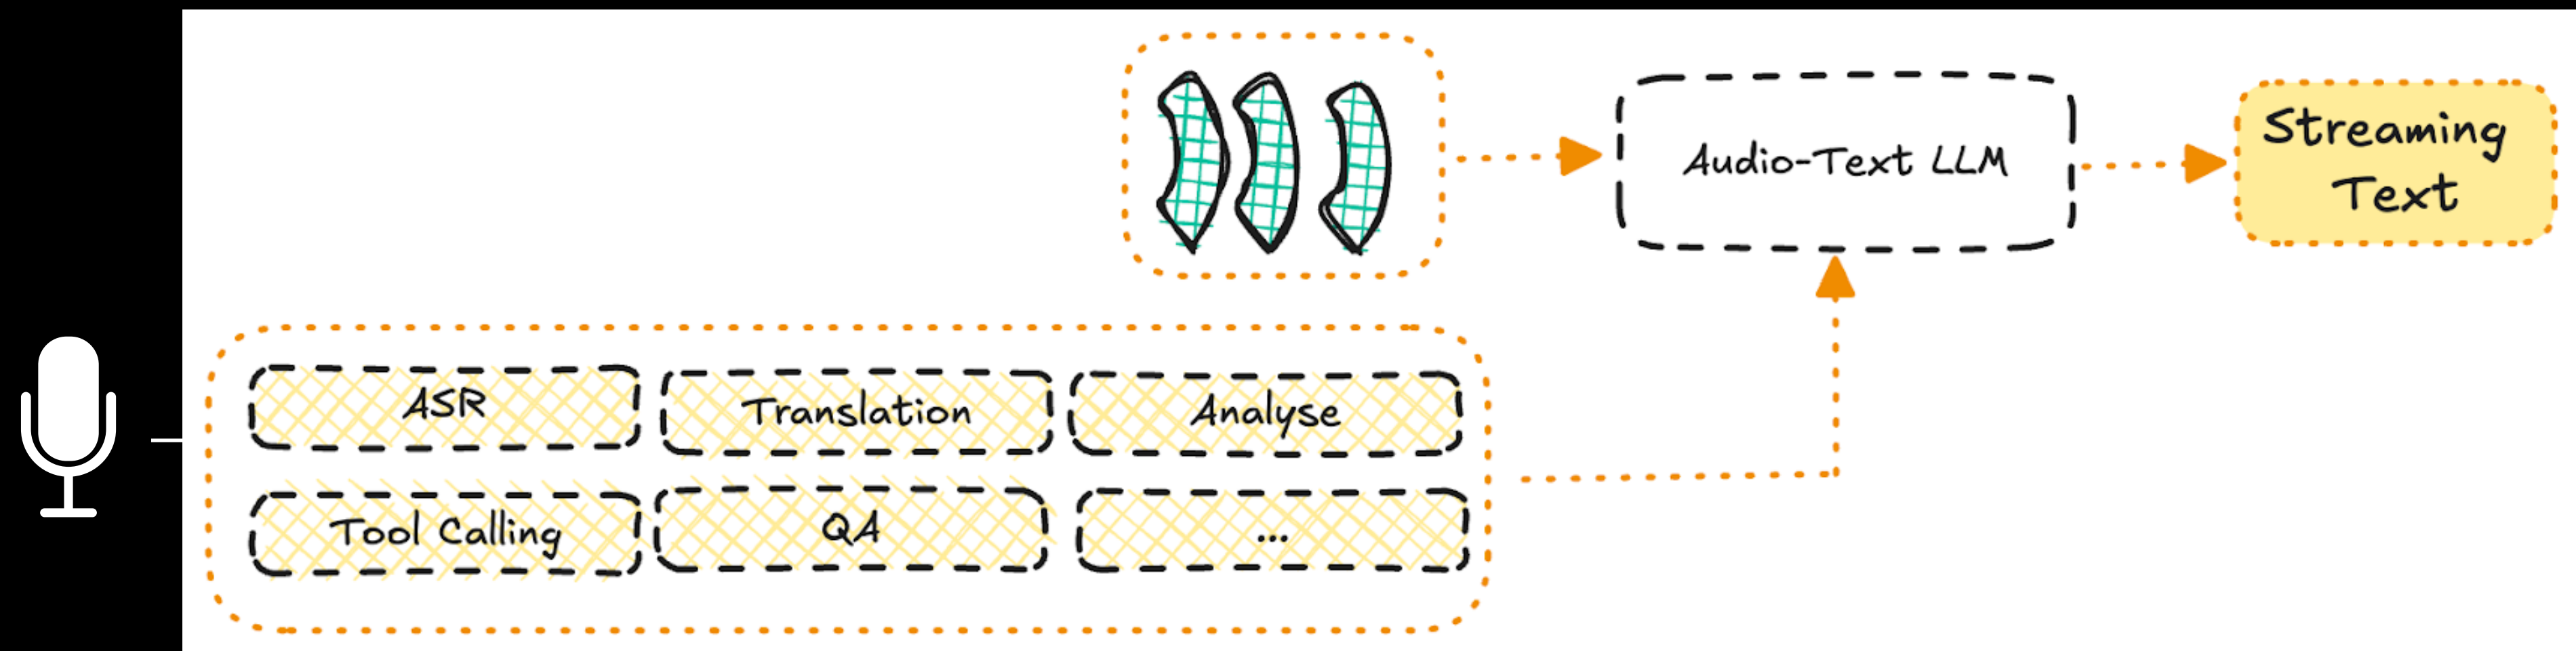 Audio-Text LLM
Streaming
Text
ASR
Translation
Analyse
Tool Calling
QA
...